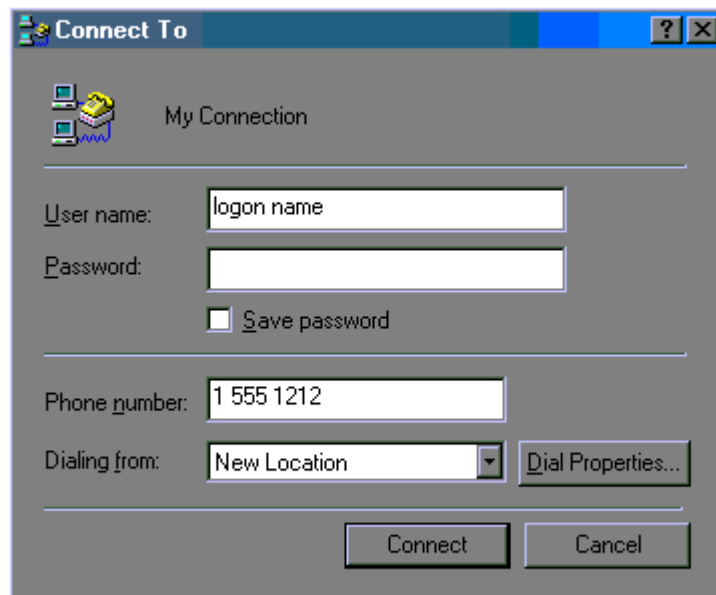 Connect To
My Connection
User name: logon name
Password:
Save password
Phone number: 1 555 1212
Dialing from: New Location Dial Properties...
Connect Cancel